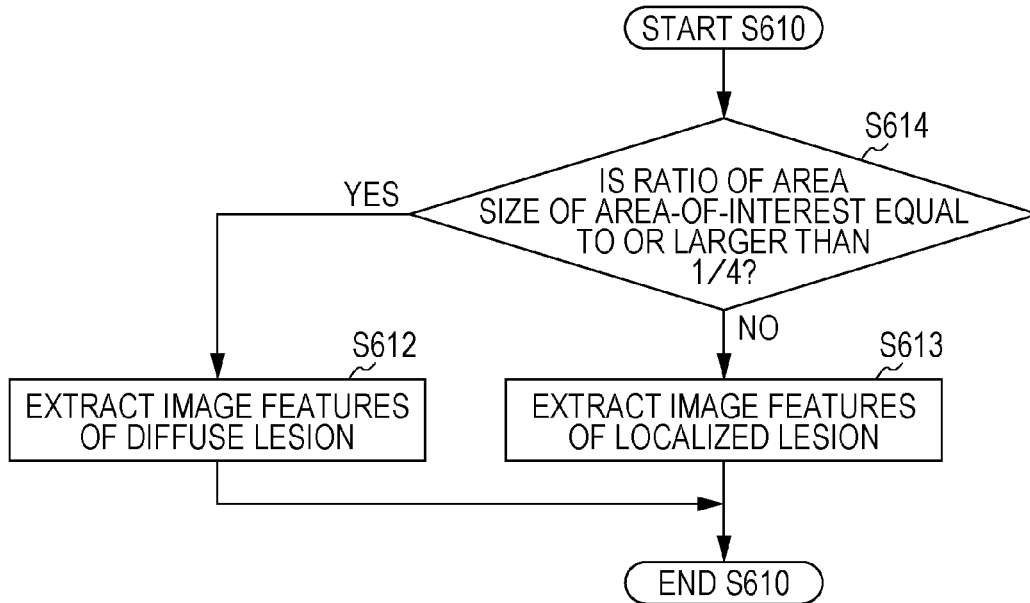 START S610
S614
IS RATIO OF AREA
SIZE OF AREA-OF-INTEREST EQUAL
TO OR LARGER THAN
1/4?
YES
NO
S612
EXTRACT IMAGE FEATURES
OF DIFFUSE LESION
S613
EXTRACT IMAGE FEATURES
OF LOCALIZED LESION
END S610